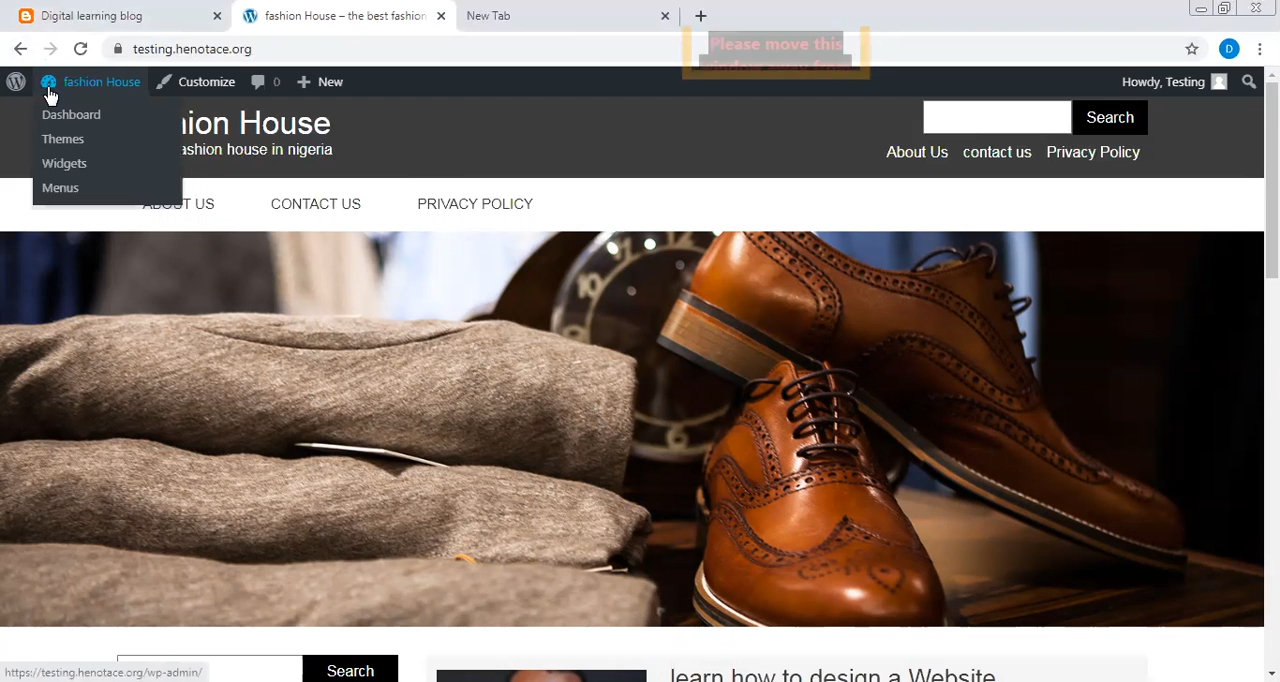 Digital learning blog
fashion House – the best fashion
New Tab
testing.henotace.org
Please move this
D
fashion House
Customize
0
New
Howdy, Testing
Dashboard
Themes
Widgets
Menus
hion House
ashion house in nigeria
Search
About Us
contact us
Privacy Policy
ABOUT US
CONTACT US
PRIVACY POLICY
10
6
Search
learn how to design a Website
https://testing.henotace.org/wp-admin/